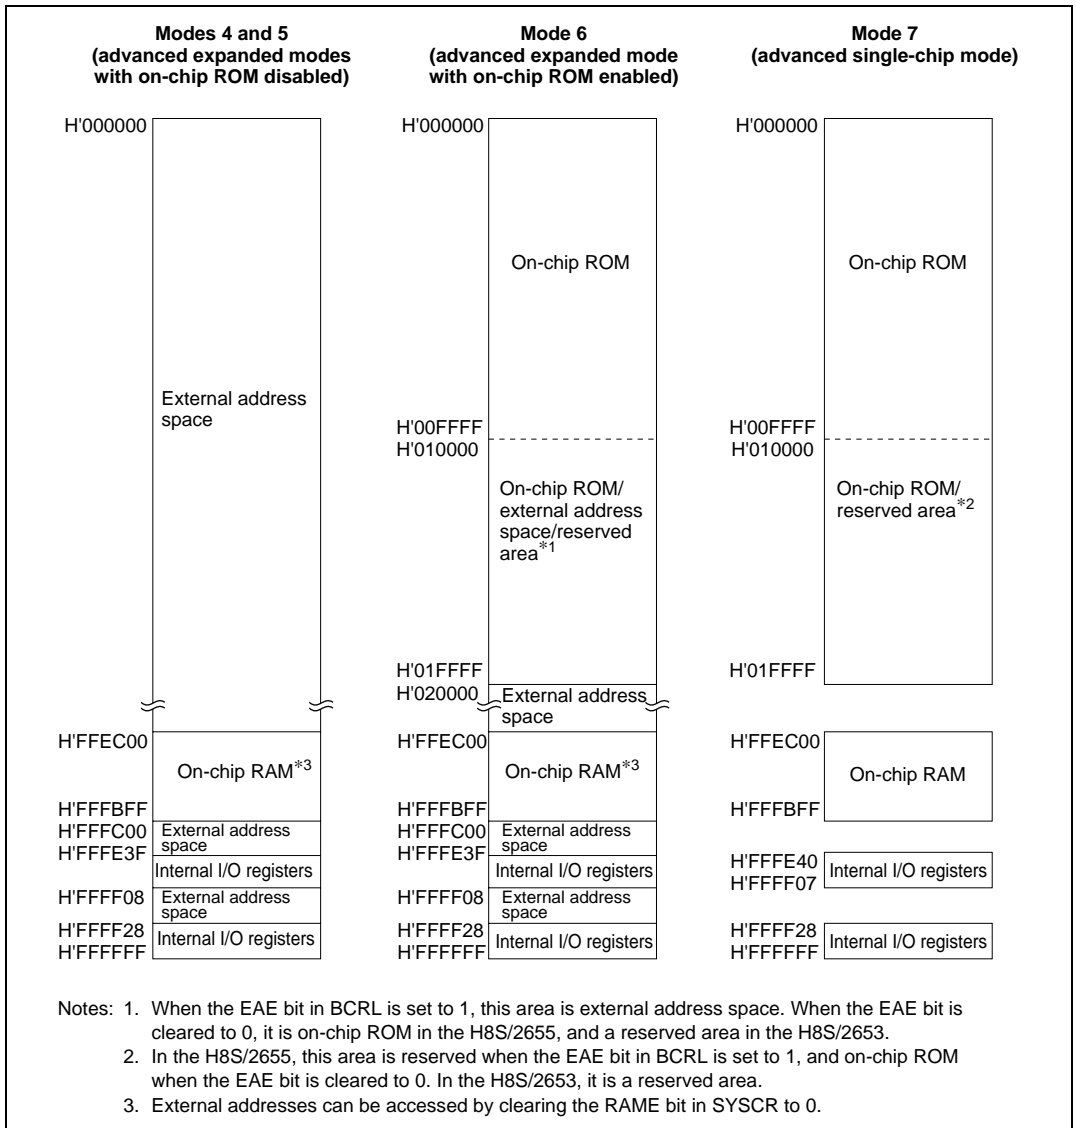 Modes 4 and 5
(advanced expanded modes
with on-chip ROM disabled)
Mode 6
(advanced expanded mode
with on-chip ROM enabled)
Mode 7
(advanced single-chip mode)
H'000000
External address
space
H'FFEC00
On-chip RAM*3
H'FFFBFF
H'FFFC00
External address
space
H'FFFE3F
Internal I/O registers
H'FFFF08
External address
space
H'FFFF28
Internal I/O registers
H'FFFFFF
H'000000
On-chip ROM
H'00FFFF
H'010000
On-chip ROM/
external address
space/reserved
area*1
H'01FFFF
H'020000
External address
space
H'FFEC00
On-chip RAM*3
H'FFFBFF
H'FFFC00
External address
space
H'FFFE3F
Internal I/O registers
H'FFFF08
External address
space
H'FFFF28
Internal I/O registers
H'FFFFFF
H'000000
On-chip ROM
H'00FFFF
H'010000
On-chip ROM/
reserved area*2
H'01FFFF
H'FFEC00
On-chip RAM
H'FFFBFF
H'FFFE40
Internal I/O registers
H'FFFF07
H'FFFF28
Internal I/O registers
H'FFFFFF
Notes: 1. When the EAE bit in BCRL is set to 1, this area is external address space. When the EAE bit is
cleared to 0, it is on-chip ROM in the H8S/2655, and a reserved area in the H8S/2653.
2. In the H8S/2655, this area is reserved when the EAE bit in BCRL is set to 1, and on-chip ROM
when the EAE bit is cleared to 0. In the H8S/2653, it is a reserved area.
3. External addresses can be accessed by clearing the RAME bit in SYSCR to 0.